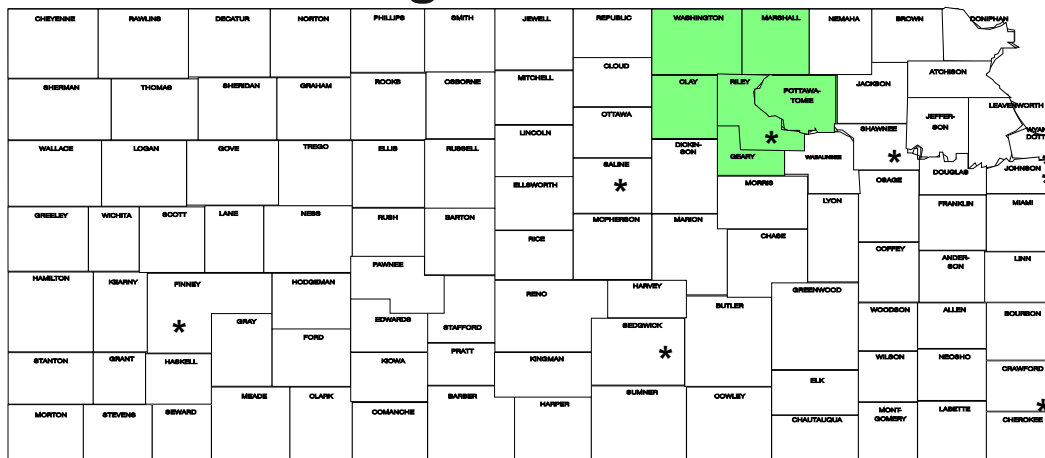 CHEYENNE
RAWLINS
DECATUR
NORTON
PHILLIPS
SMITH
JEWELL
REPUBLIC
WASHINGTON
MARSHALL
NEMAHA
BROWN
DONIPHAN
SHERMAN
THOMAS
SHERIDAN
GRAHAM
ROOKS
OSBORNE
MITCHELL
CLOUD
CLAY
RILEY
POTTAWA-
TOMIE
JACKSON
ATCHISON
LEAVENWORTH
JEFFER-
SON
WYAN
DOTT
OTTAWA
WALLACE
LOGAN
GOVE
TREGO
ELLIS
RUSSELL
LINCOLN
SALINE
*
DICKIN-
SON
GEARY
*
WABAUNSEE
SHAWNEE
*
DOUGLAS
JOHNSON
*
ELLSWORTH
MORRIS
OSAGE
GREELEY
WICHITA
SCOTT
LANE
NESS
RUSH
BARTON
RICE
MCPHERSON
MARION
CHASE
LYON
FRANKLIN
MIAMI
COFFEY
ANDER-
SON
LINN
HAMILTON
KEARNY
FINNEY
*
HODGEMAN
PAWNEE
EDWARDS
STAFFORD
RENO
HARVEY
SEDGWICK
*
BUTLER
GREENWOOD
WOODSON
ALLEN
BOURBON
GRAY
FORD
STANTON
GRANT
HASKELL
KIOWA
PRATT
KINGMAN
ELK
WILSON
NEOSHO
CRAWFORD
*
MORTON
STEVENS
SEWARD
MEADE
CLARK
COMANCHE
BARBER
HARPER
SUMNER
COWLEY
CHAUTAUQUA
MONT-
GOMERY
LABETTE
CHEROKEE